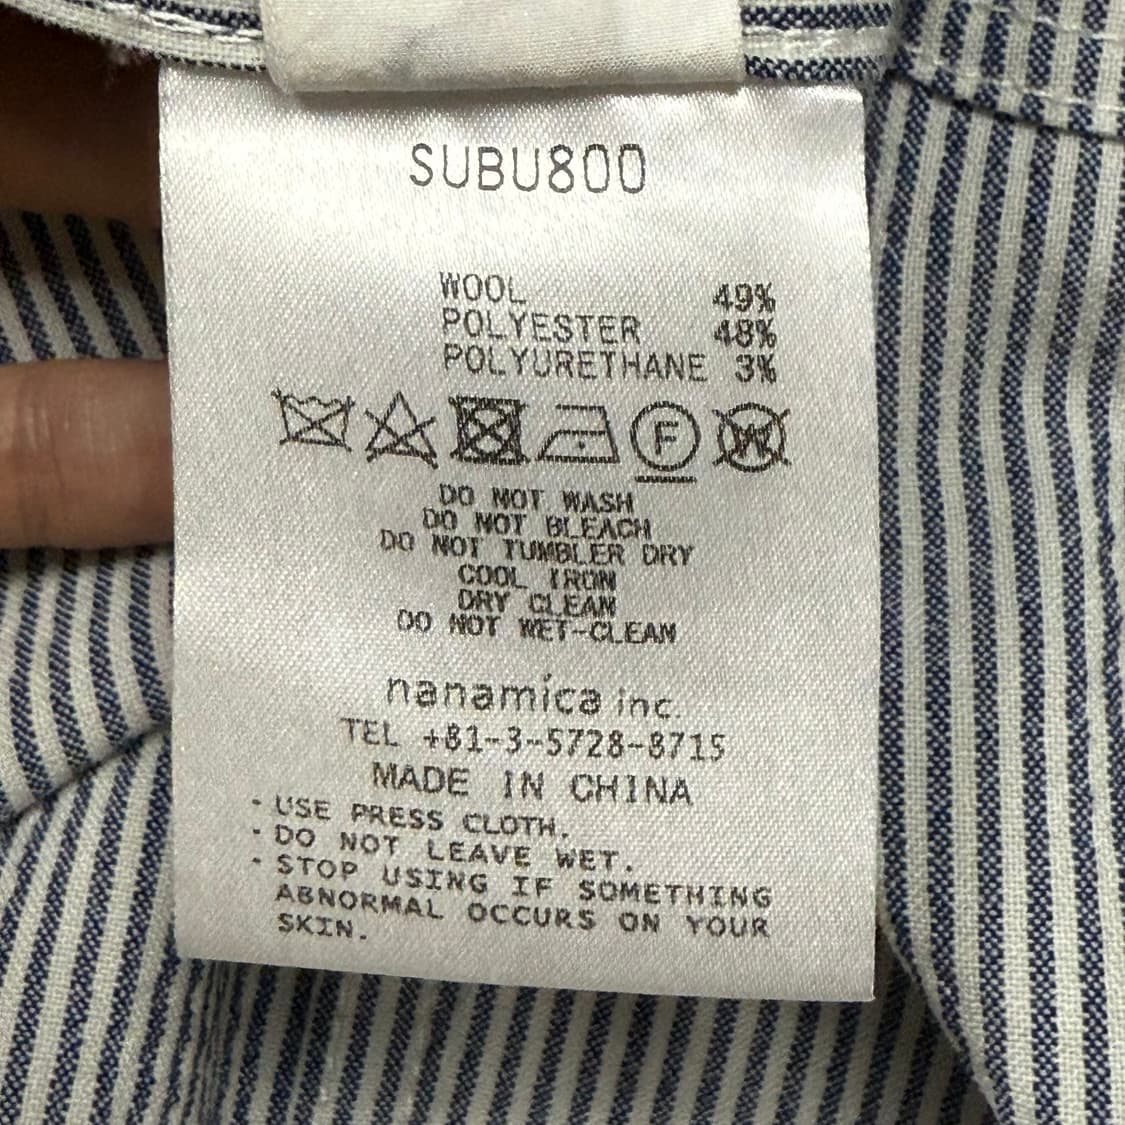 SUBU800
WOOL 49%
POLYESTER 48%
POLYURETHANE 3%
F W
DO NOT WASH
DO NOT BLEACH
DO NOT TUMBLER DRY
COOL IRON
DRY CLEAN
DO NOT WET-CLEAN
nanamica inc.
TEL +81-3-5728-8715
MADE IN CHINA
· USE PRESS CLOTH.
· DO NOT LEAVE WET.
· STOP USING IF SOMETHING
ABNORMAL OCCURS ON YOUR
SKIN.